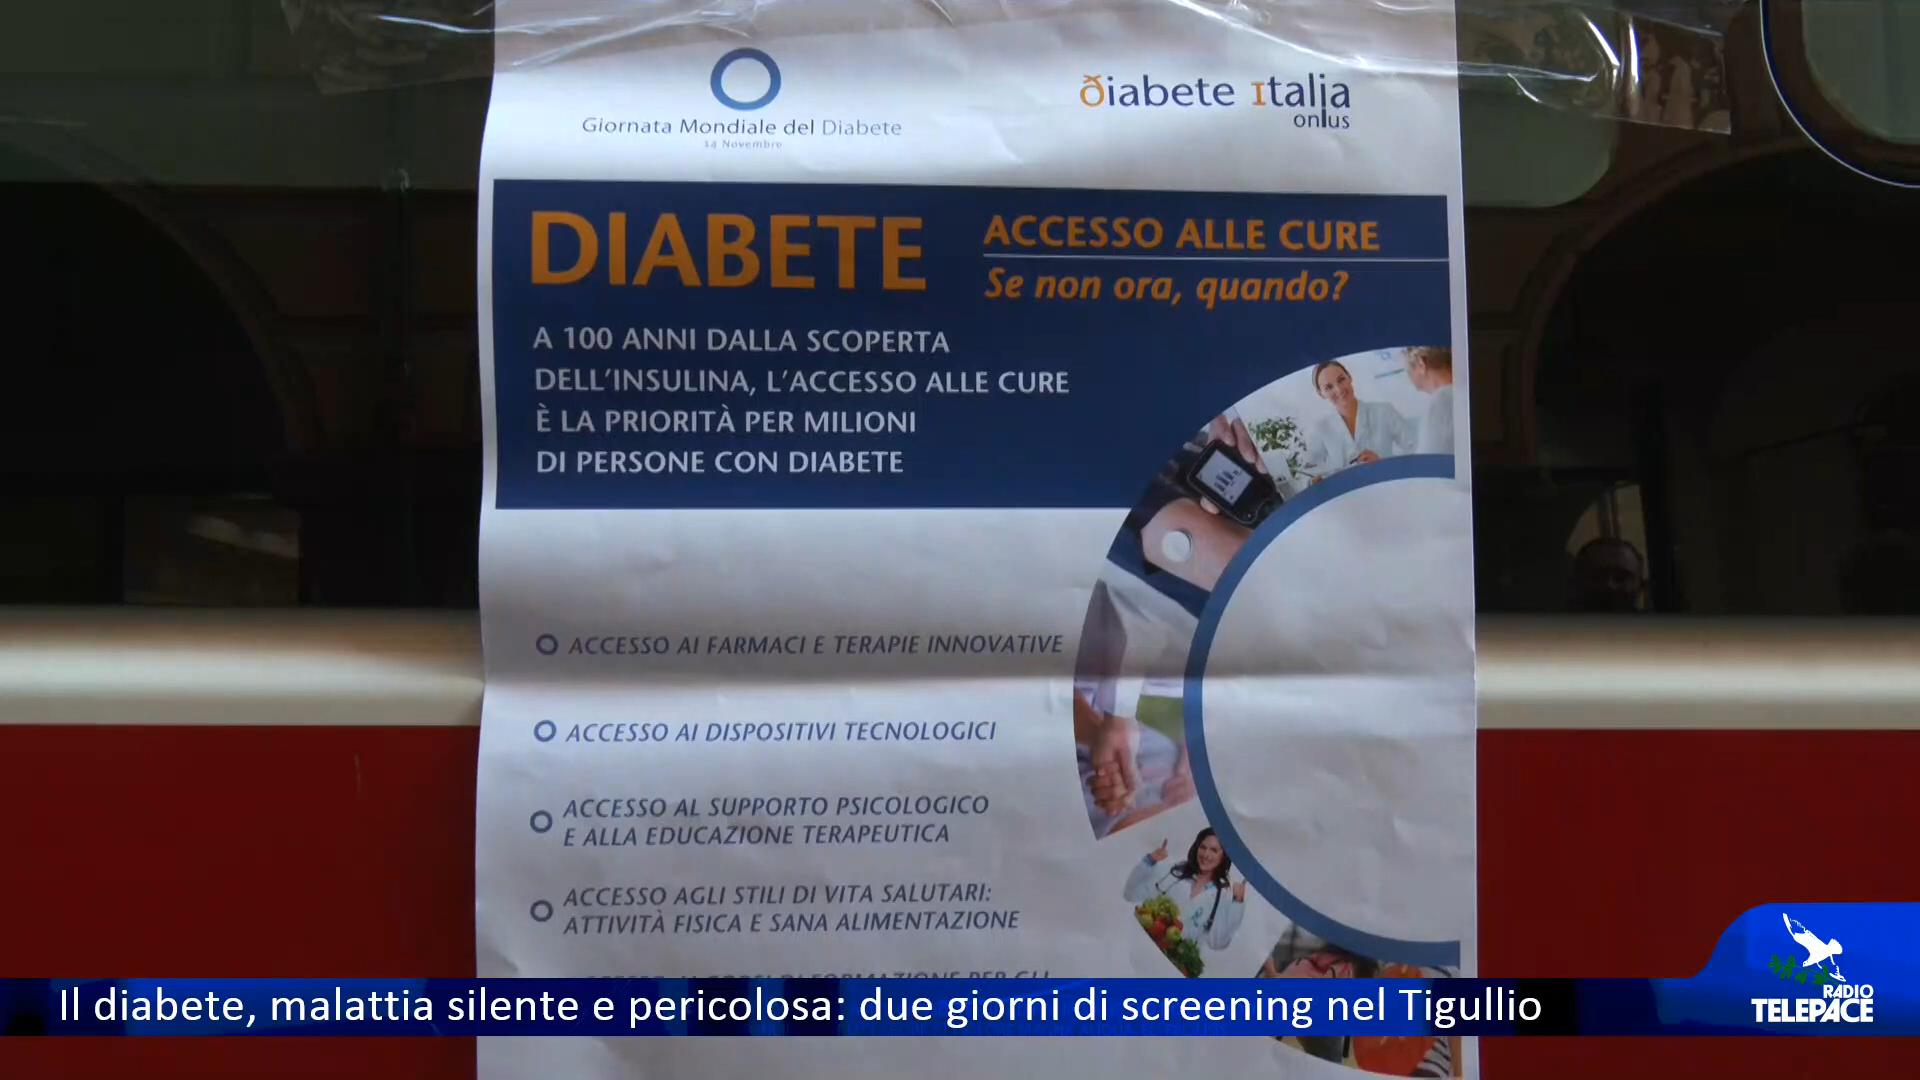 Giornata Mondiale del Diabete
14 Novembre
ðiabete Italia
onlus
DIABETE
ACCESSO ALLE CURE
Se non ora, quando?
A 100 ANNI DALLA SCOPERTA
DELL'INSULINA, L'ACCESSO ALLE CURE
È LA PRIORITÀ PER MILIONI
DI PERSONE CON DIABETE
ACCESSO AI FARMACI E TERAPIE INNOVATIVE
ACCESSO AI DISPOSITIVI TECNOLOGICI
ACCESSO AL SUPPORTO PSICOLOGICO
E ALLA EDUCAZIONE TERAPEUTICA
ACCESSO AGLI STILI DI VITA SALUTARI:
ATTIVITÀ FISICA E SANA ALIMENTAZIONE
Il diabete, malattia silente e pericolosa: due giorni di screening nel Tigullio
RADIO
TELEPACE